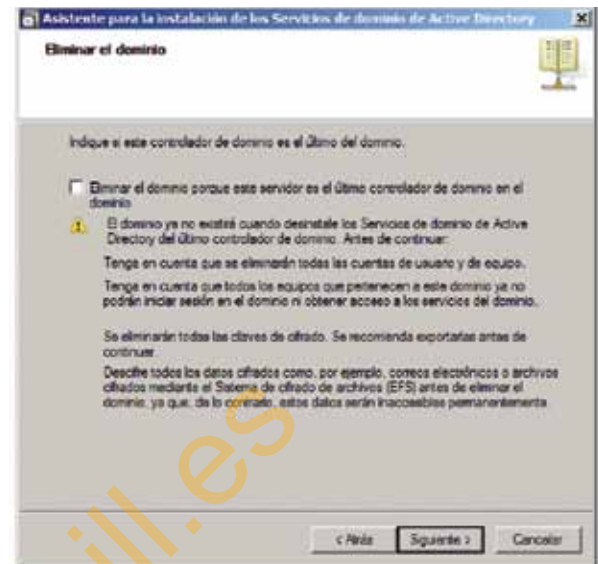 Asistente para la instalación de los Servicios de dominio de Active Directory
Eliminar el dominio
Indique si este controlador de dominio es el último del dominio.
Eliminar el dominio porque este servidor es el último controlador de dominio en el
dominio
El dominio ya no existirá cuando desinstale los Servicios de dominio de Active
Directory del último controlador de dominio. Antes de continuar:
Tenga en cuenta que se eliminarán todas las cuentas de usuario y de equipo.
Tenga en cuenta que todos los equipos que pertenecen a este dominio ya no
podrán iniciar sesión en el dominio ni obtener acceso a los servicios del dominio.
Se eliminarán todas las claves de cifrado. Se recomienda exportarlas antes de
continuar.
Descifre todos los datos cifrados como, por ejemplo, correos electrónicos o archivos
cifrados mediante el Sistema de cifrado de archivos (EFS) antes de eliminar el
dominio, ya que, de lo contrario, estos datos serán inaccesibles permanentemente.
< Atrás
Siguiente >
Cancelar
ill.es